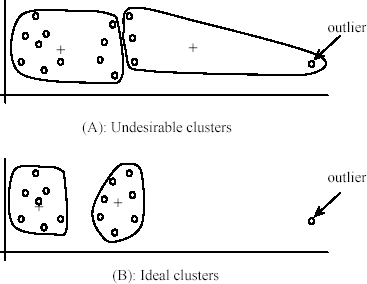 outlier
(A): Undesirable clusters
outlier
(B): Ideal clusters